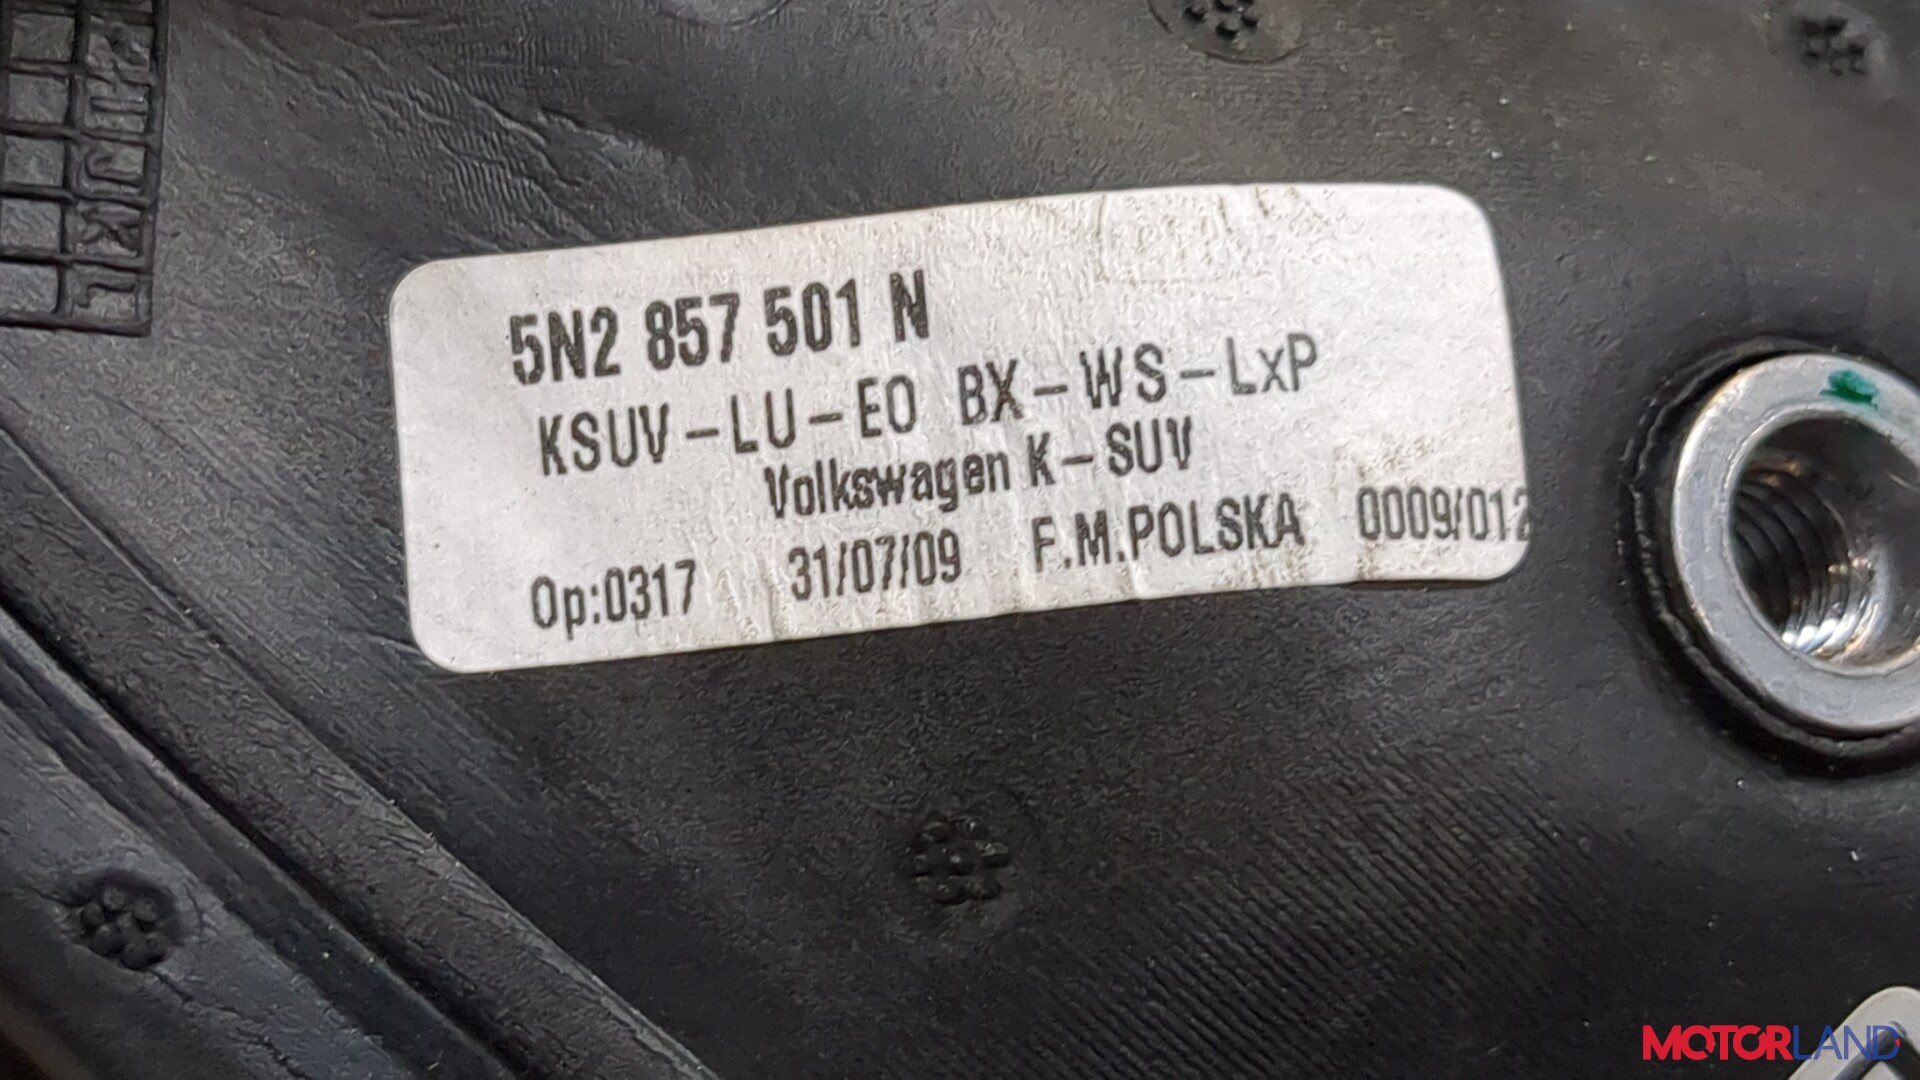 5N2 857 501 N
KSUV-LU-EO BX-WS-LxP
Volkswagen K-SUV
Op:0317 31/07/09 F.M.POLSKA 0009/012
J
K
L
MOTORLAND